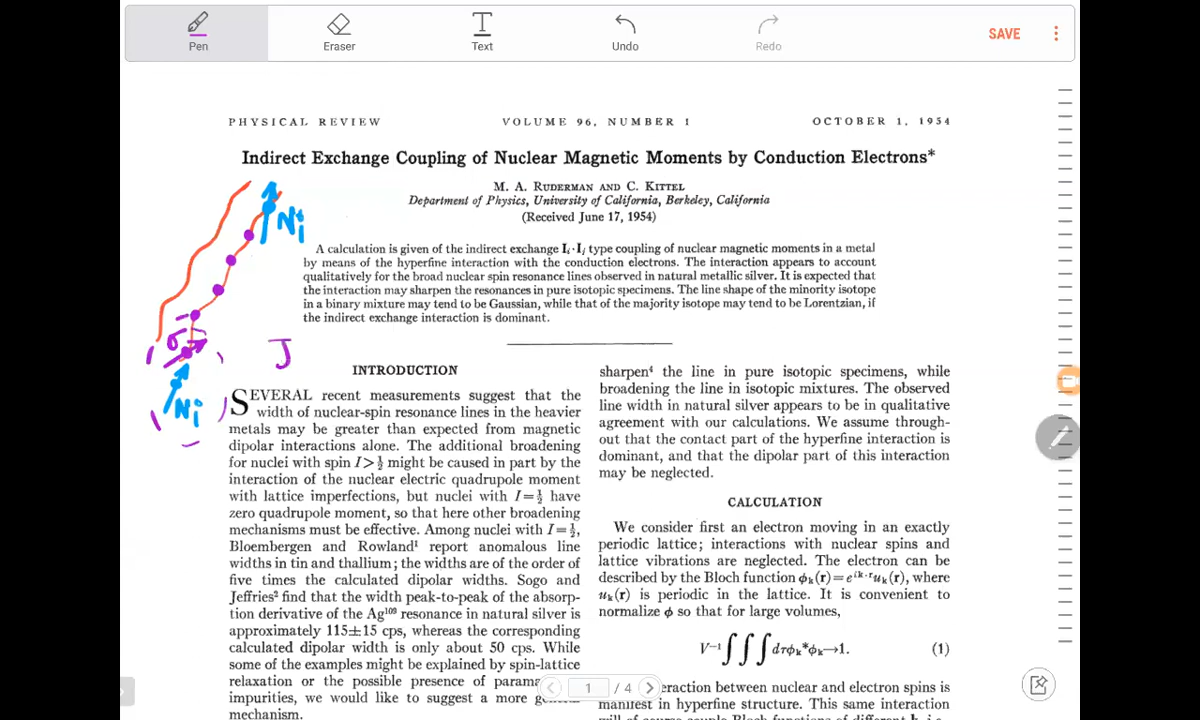 Pen
Eraser
Text
Undo
Redo
SAVE
PHYSICAL REVIEW VOLUME 96, NUMBER 1 OCTOBER 1, 1954
Indirect Exchange Coupling of Nuclear Magnetic Moments by Conduction Electrons*
M. A. RUDERMAN AND C. KITTEL
Department of Physics, University of California, Berkeley, California
(Received June 17, 1954)
Ni
A calculation is given of the indirect exchange Iᵢ·Iⱼ type coupling of nuclear magnetic moments in a metal
by means of the hyperfine interaction with the conduction electrons. The interaction appears to account
qualitatively for the broad nuclear spin resonance lines observed in natural metallic silver. It is expected that
the interaction may sharpen the resonances in pure isotopic specimens. The line shape of the minority isotope
in a binary mixture may tend to be Gaussian, while that of the majority isotope may tend to be Lorentzian, if
the indirect exchange interaction is dominant.
σ
J
Ni
INTRODUCTION
SEVERAL recent measurements suggest that the
width of nuclear-spin resonance lines in the heavier
metals may be greater than expected from magnetic
dipolar interactions alone. The additional broadening
for nuclei with spin I>½ might be caused in part by the
interaction of the nuclear electric quadrupole moment
with lattice imperfections, but nuclei with I=½ have
zero quadrupole moment, so that here other broadening
mechanisms must be effective. Among nuclei with I=½,
Bloembergen and Rowland¹ report anomalous line
widths in tin and thallium; the widths are of the order of
five times the calculated dipolar widths. Sogo and
Jeffries² find that the width peak-to-peak of the absorp-
tion derivative of the Ag¹⁰⁹ resonance in natural silver is
approximately 115±15 cps, whereas the corresponding
calculated dipolar width is only about 50 cps. While
some of the examples might be explained by spin-lattice
relaxation or the possible presence of parama
impurities, we would like to suggest a more
mechanism.
sharpen⁴ the line in pure isotopic specimens, while
broadening the line in isotopic mixtures. The observed
line width in natural silver appears to be in qualitative
agreement with our calculations. We assume through-
out that the contact part of the hyperfine interaction is
dominant, and that the dipolar part of this interaction
may be neglected.
CALCULATION
We consider first an electron moving in an exactly
periodic lattice; interactions with nuclear spins and
lattice vibrations are neglected. The electron can be
described by the Bloch function φₖ(r)=e^{ik·r}uₖ(r), where
uₖ(r) is periodic in the lattice. It is convenient to
normalize φ so that for large volumes,
V⁻¹∫∫∫dτφₖ*φₖ→1. (1)
eraction between nuclear and electron spins is
manifest in hyperfine structure. This same interaction
1 / 4